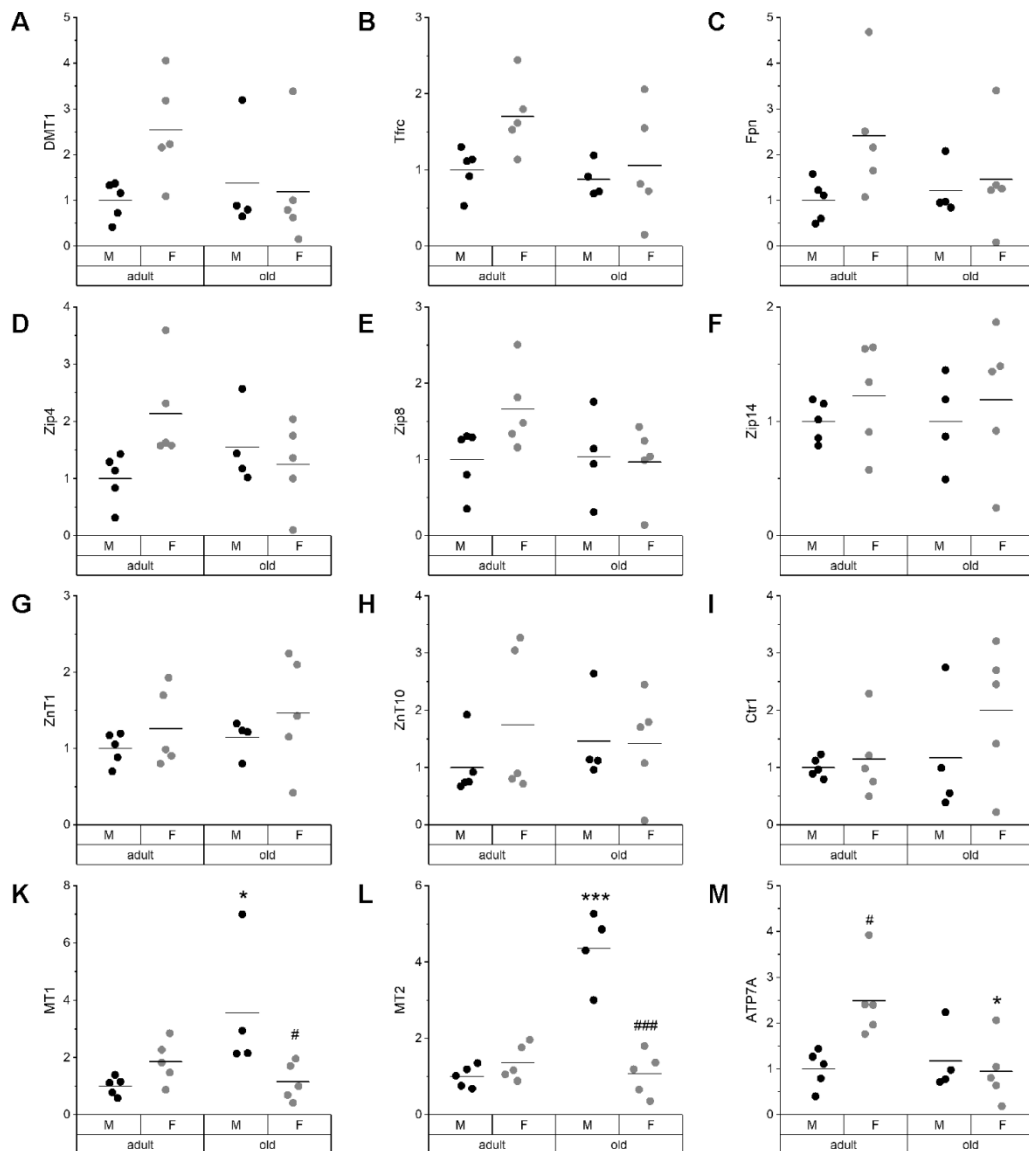 A B C
5 3 5
4 4
DMT1 3 Tfrc 2 Fpn 3
2 1 2
1 1
0 0 0
M F M F M F M F M F M F
adult old adult old adult old
D E F
4 3 2
3 2
Zip4 2 Zip8 Zip14 1
1 1
0 0 0
M F M F M F M F M F M F
adult old adult old adult old
G H I
3 4 4
2 3 3
ZnT1 ZnT10 2 Ctr1 2
1 1 1
0 0 0
M F M F M F M F M F M F
adult old adult old adult old
K L M
8 * 6 *** 5 #
6 4
MT1 4 # MT2 4 ### ATP7A 3 *
2 2 2
1
0 0 0
M F M F M F M F M F M F
adult old adult old adult old